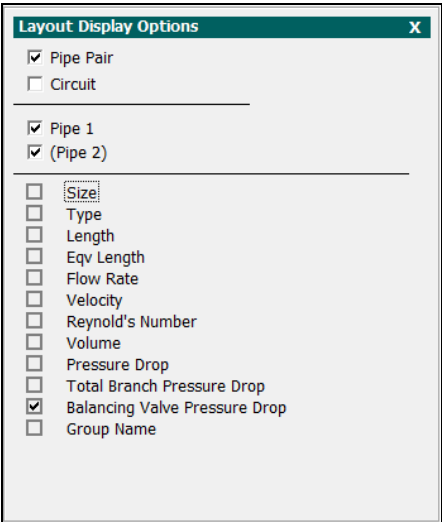 Layout Display Options X
Pipe Pair
Circuit
Pipe 1
(Pipe 2)
Size
Type
Length
Eqv Length
Flow Rate
Velocity
Reynold's Number
Volume
Pressure Drop
Total Branch Pressure Drop
Balancing Valve Pressure Drop
Group Name